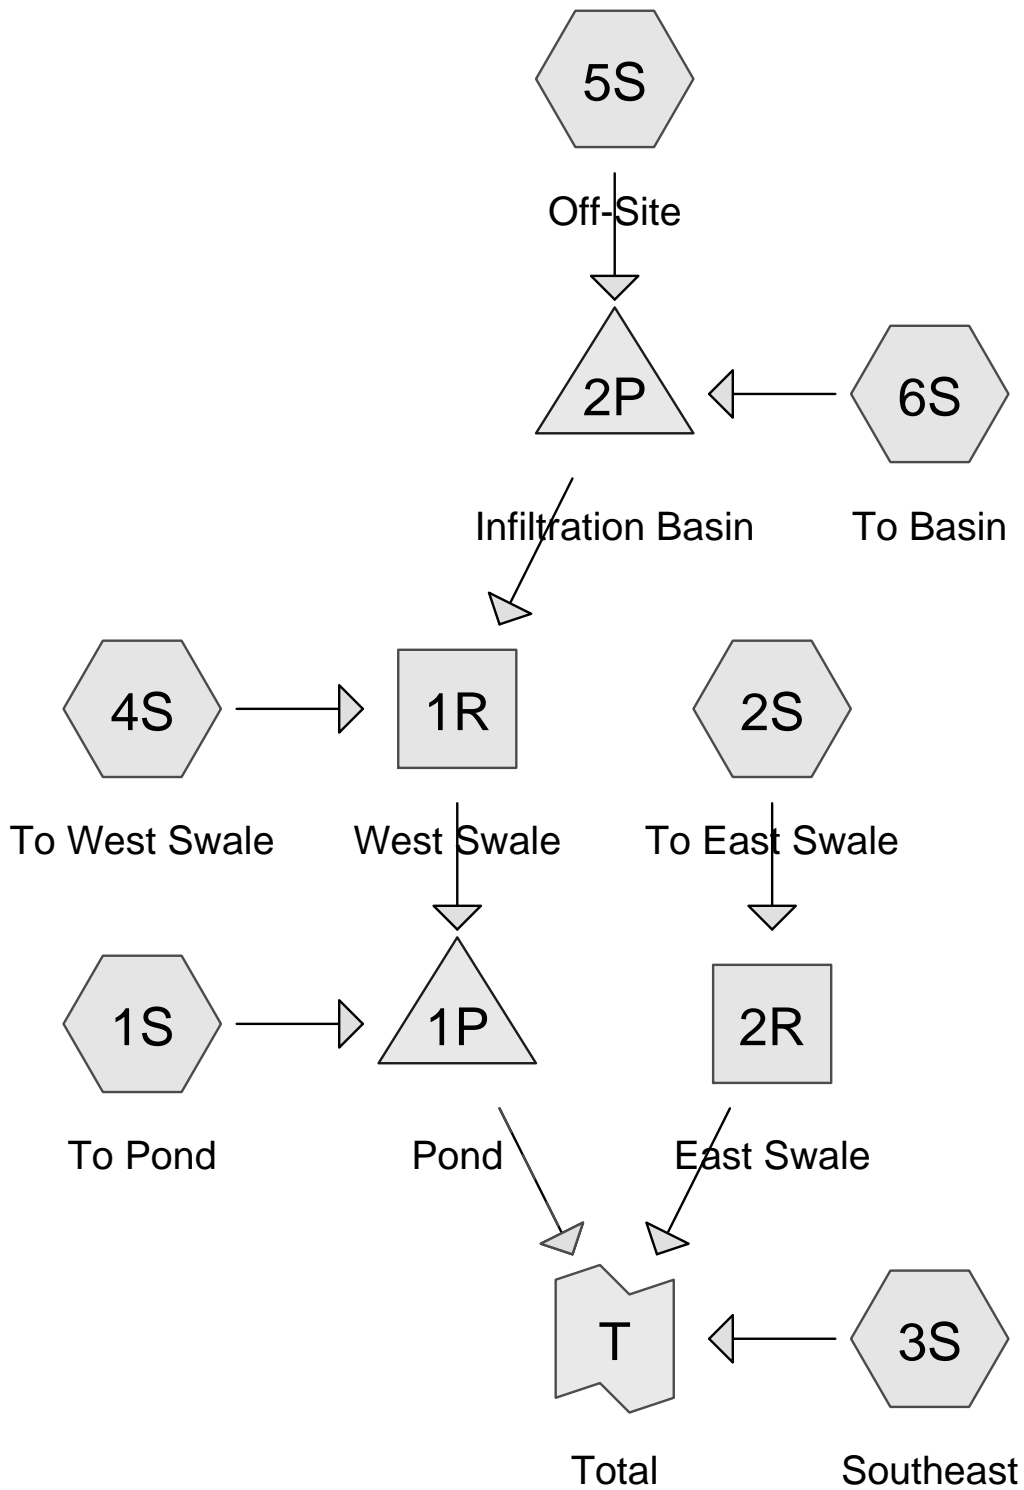 5S
Off-Site
2P
6S
Infiltration Basin
To Basin
4S
1R
2S
To West Swale
West Swale
To East Swale
1S
1P
2R
To Pond
Pond
East Swale
T
3S
Total
Southeast